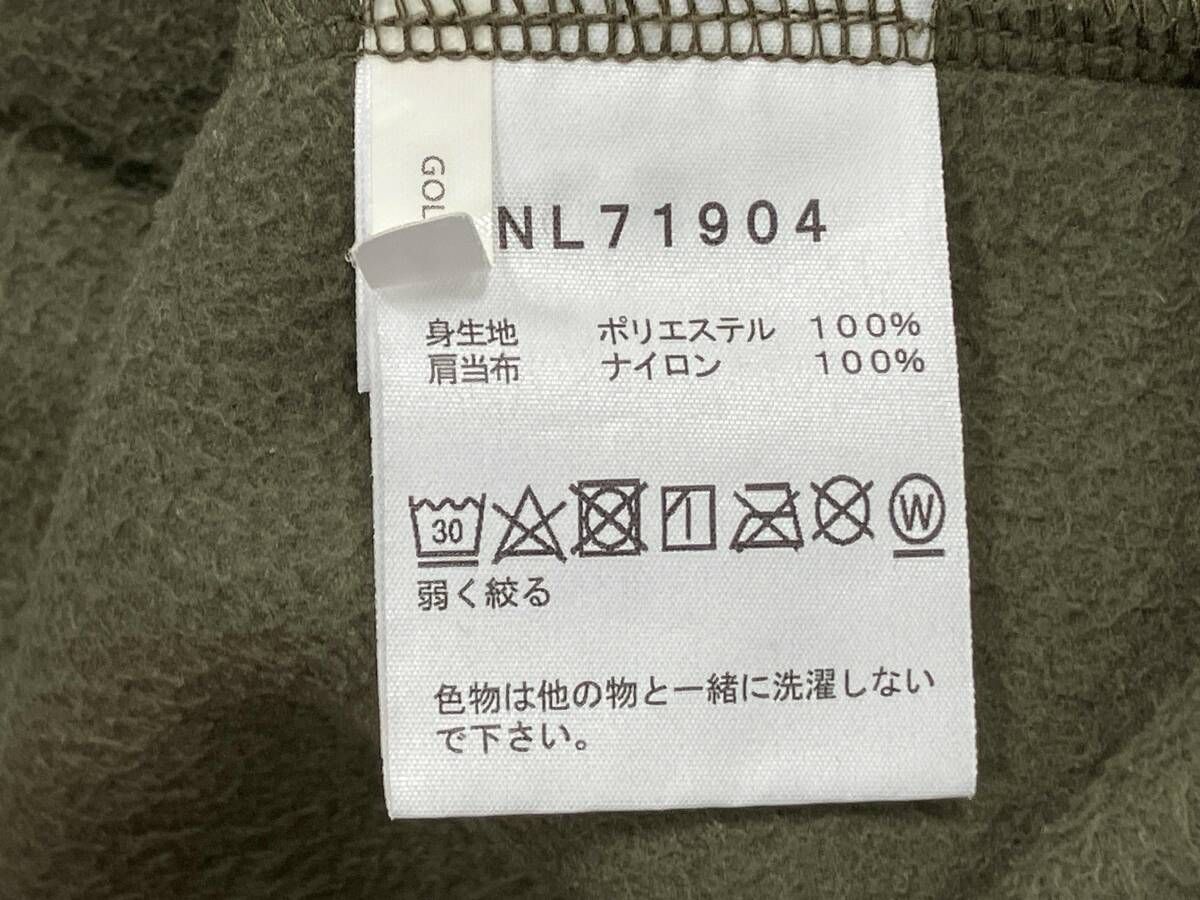 GOL
NL71904
身生地 ポリエステル 100%
肩当布 ナイロン 100%
30 W
弱く絞る
色物は他の物と一緒に洗濯しない
で下さい。